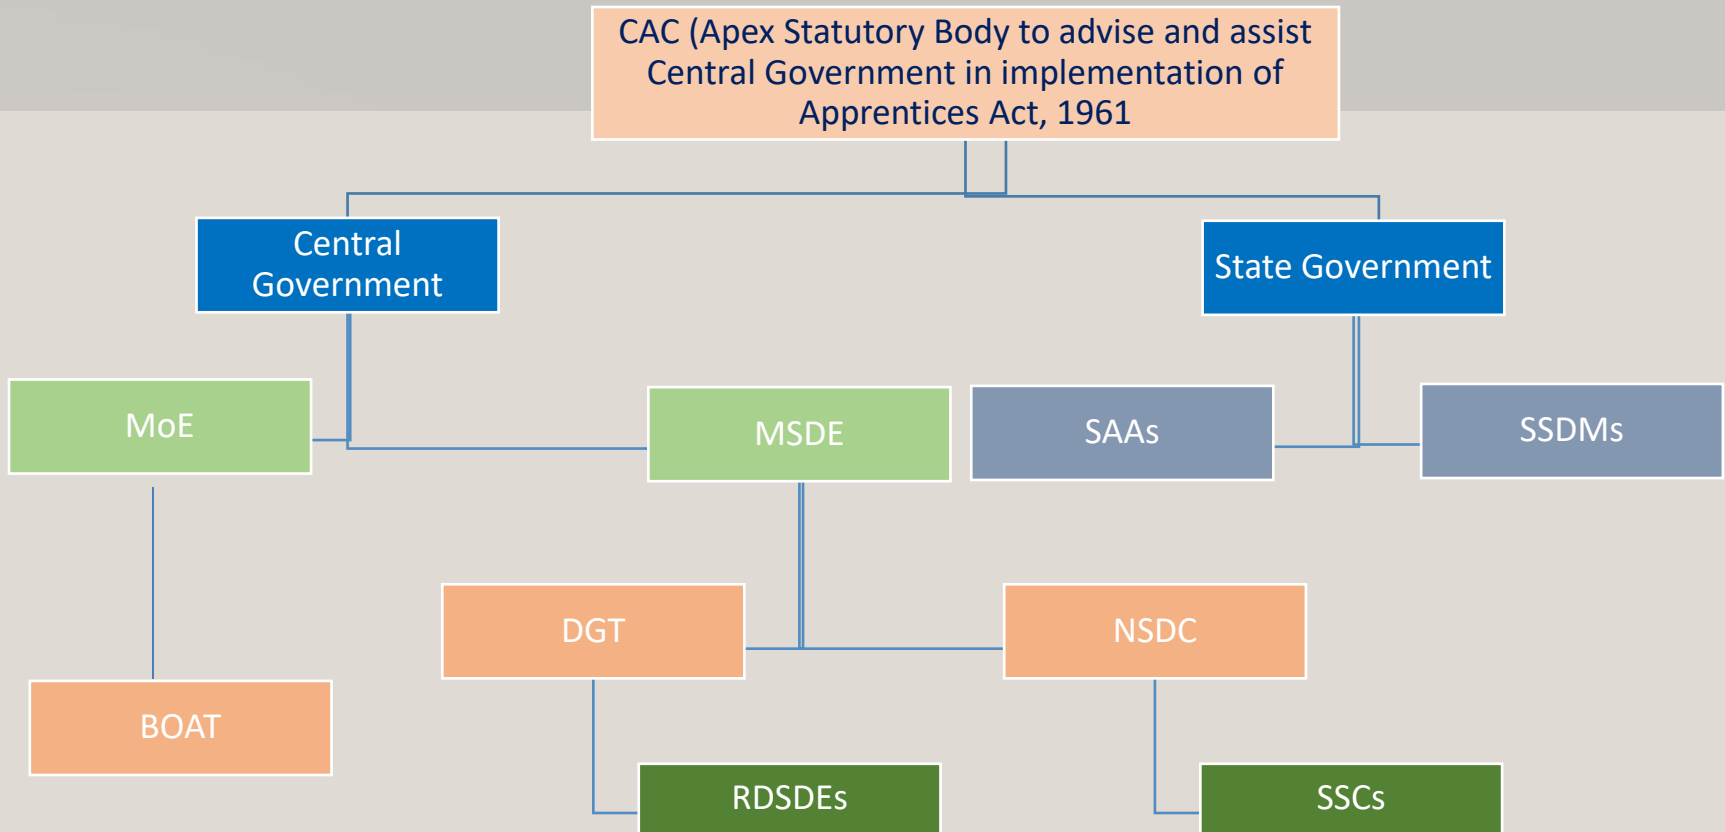 CAC (Apex Statutory Body to advise and assist
Central Government in implementation of
Apprentices Act, 1961
Central
Government
State Government
MoE
MSDE
SAAs
SSDMs
DGT
NSDC
BOAT
RDSDEs
SSCs